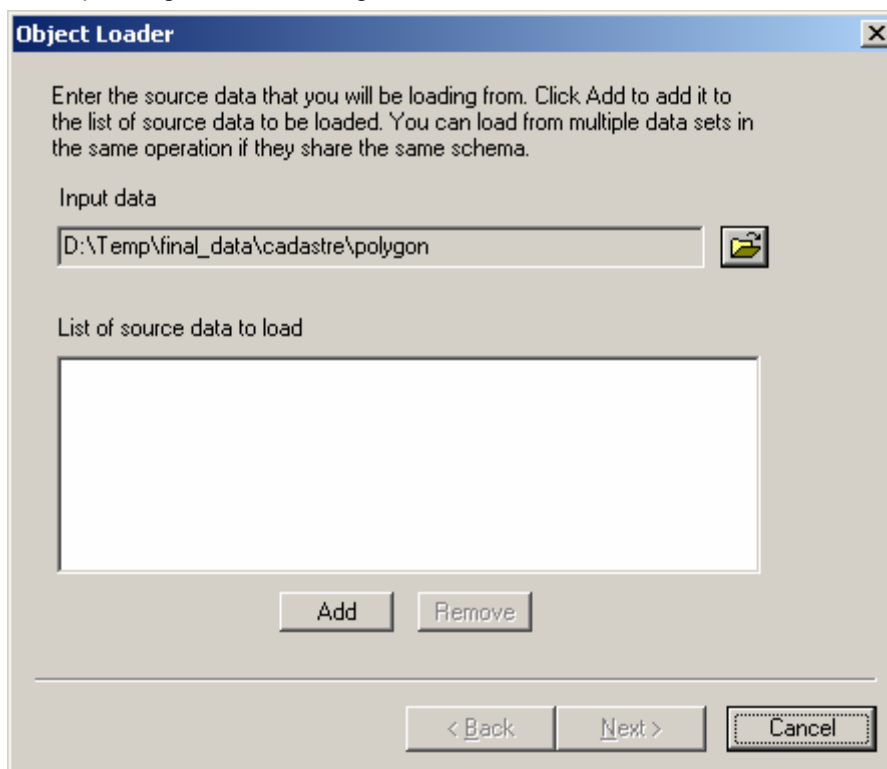 Object Loader
Enter the source data that you will be loading from. Click Add to add it to
the list of source data to be loaded. You can load from multiple data sets in
the same operation if they share the same schema.
Input data
D:\Temp\final_data\cadastre\polygon
List of source data to load
Add Remove
< Back Next > Cancel